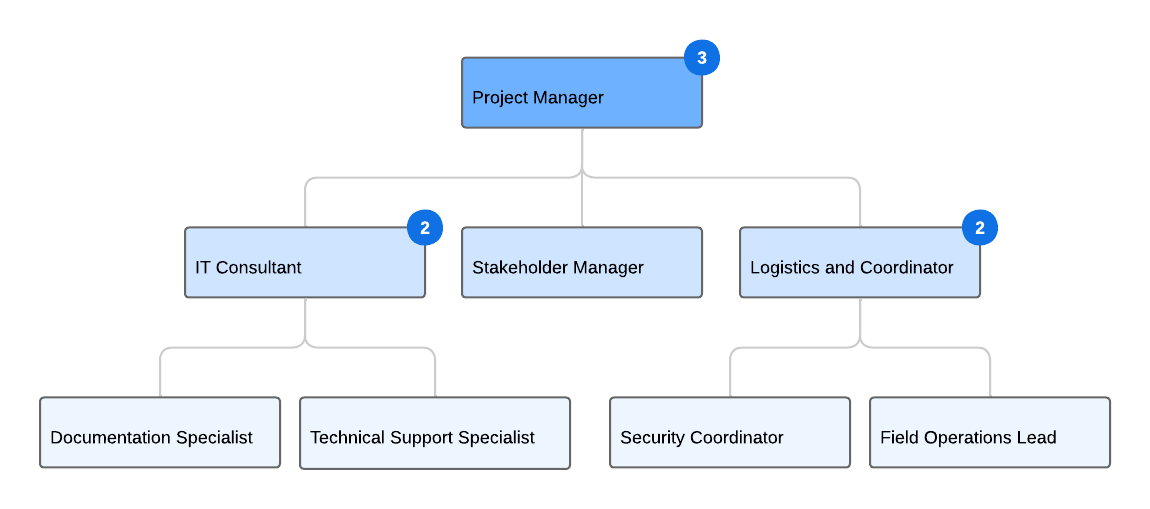 3
Project Manager
2
2
IT Consultant
Stakeholder Manager
Logistics and Coordinator
Documentation Specialist
Technical Support Specialist
Security Coordinator
Field Operations Lead